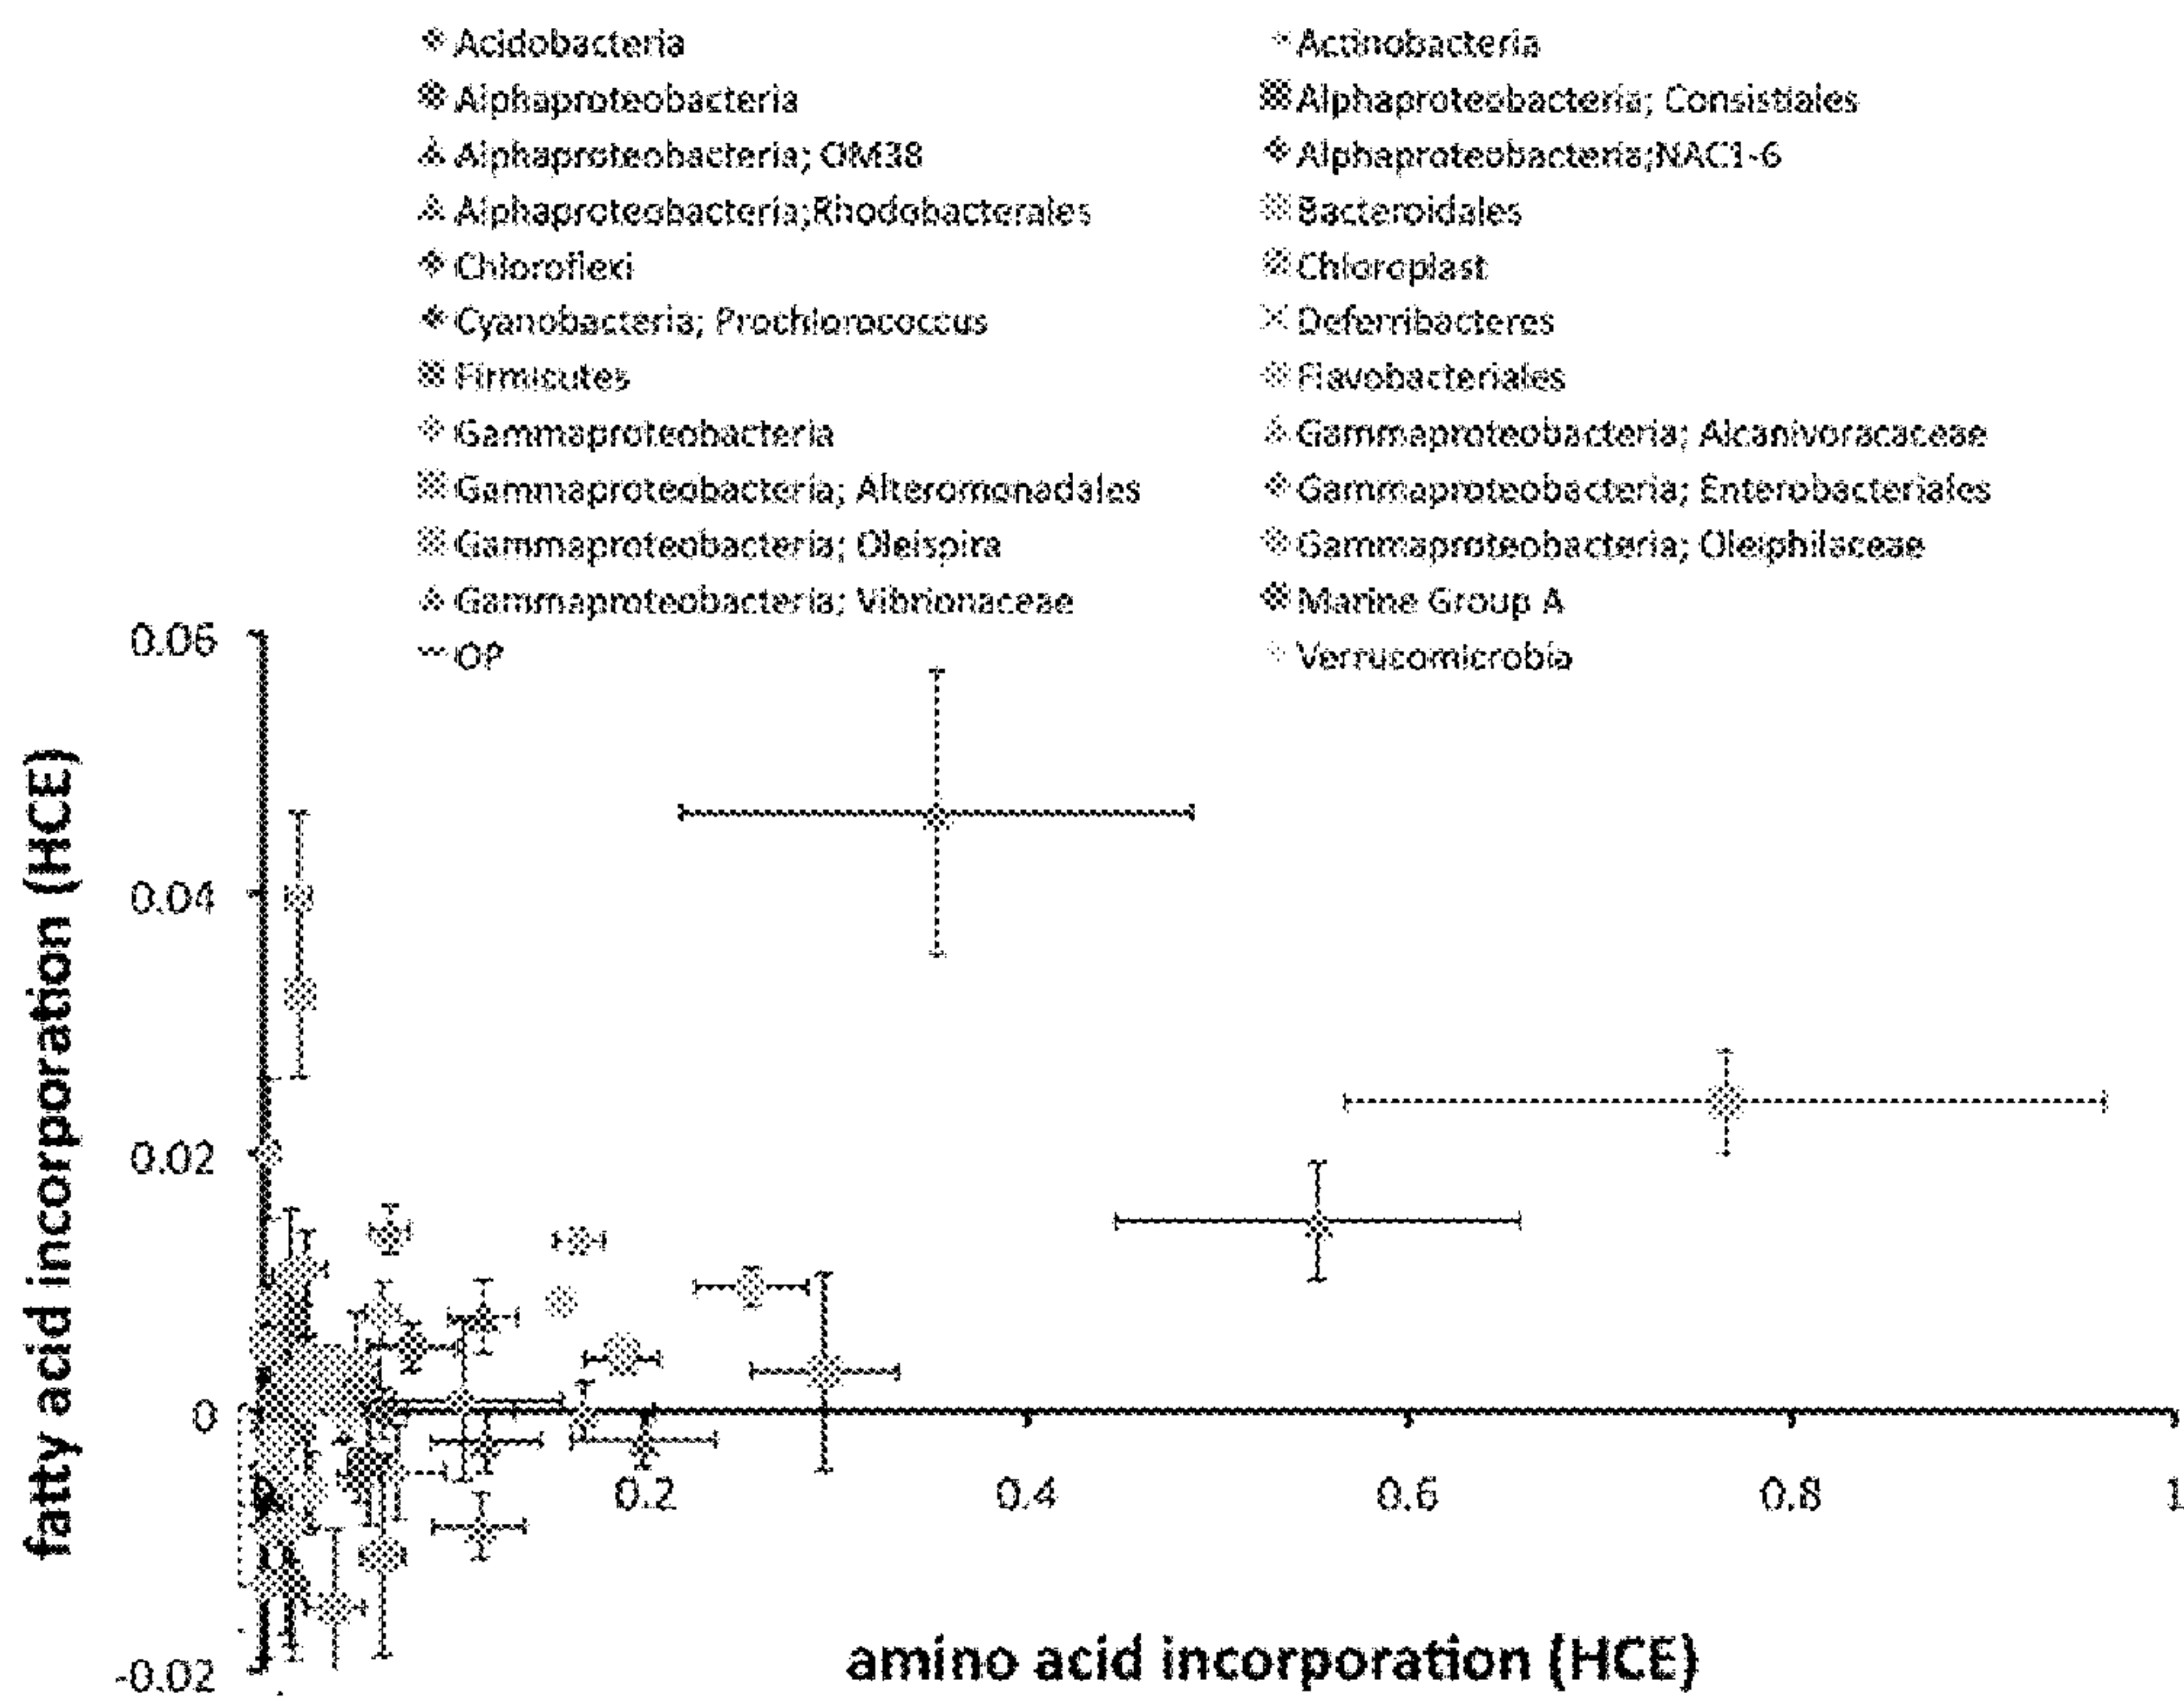 Acidobacteria
Actinobacteria
Alphaproteobacteria
Alphaproteobacteria; Consistiales
Alphaproteobacteria; OM38
Alphaproteobacteria;NAC1-6
Alphaproteobacteria;Rhodobacterales
Bacteroidales
Chloroflexi
Chloroplast
Cyanobacteria; Prochlorococcus
Deferribacteres
Firmicutes
Flavobacteriales
Gammaproteobacteria
Gammaproteobacteria; Alcanivoracaceae
Gammaproteobacteria; Alteromonadales
Gammaproteobacteria; Enterobacteriales
Gammaproteobacteria; Oleispira
Gammaproteobacteria; Oleiphilaceae
Gammaproteobacteria; Vibrionaceae
Marine Group A
OP
Verrucomicrobia
fatty acid incorporation (HCE)
0.06
0.04
0.02
0
-0.02
0.2
0.4
0.6
0.8
1
amino acid incorporation (HCE)